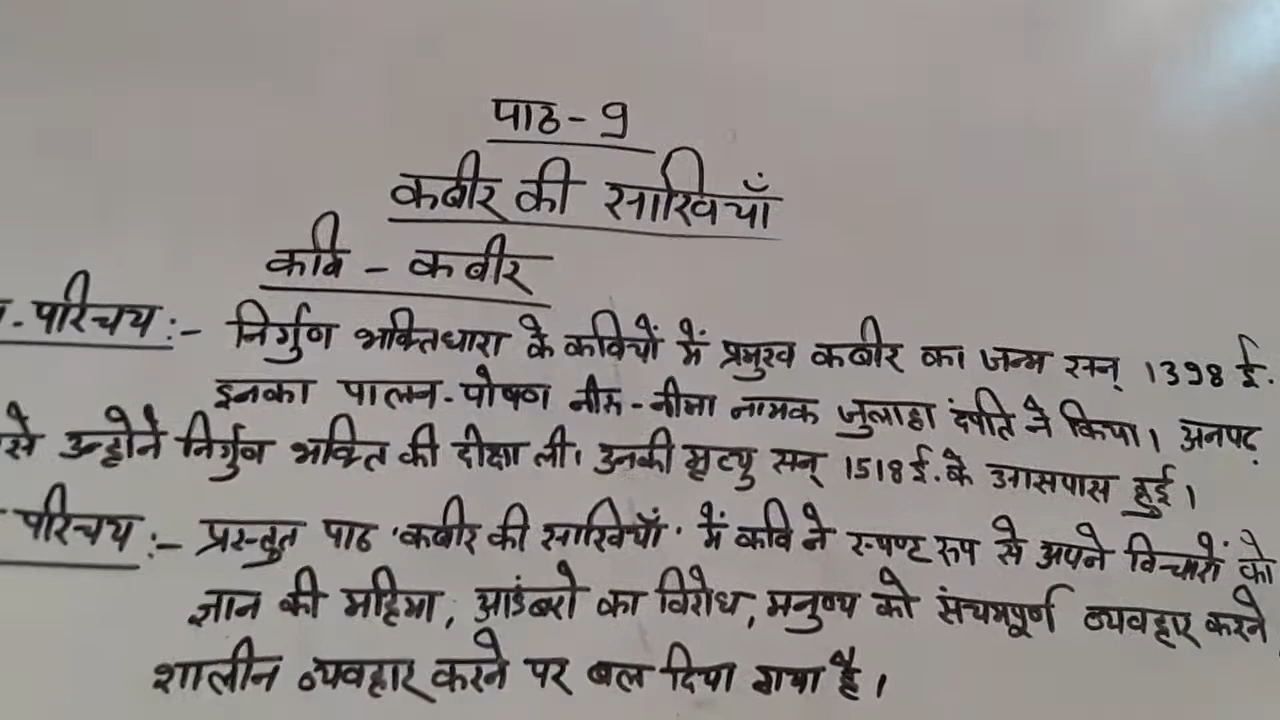 पाठ - 9
कबीर की साखियाँ
कवि - कबीर
परिचय :- निर्गुण भक्तिधारा के कवियों में प्रमुख कबीर का जन्म सन् 1398 ई.
इनका पालन-पोषण नीरू-नीमा नामक जुलाहा दंपति ने किया। अनपढ़
से उन्होंने निर्गुण भक्ति की दीक्षा ली। उनकी मृत्यु सन् 1518 ई. के आसपास हुई।
परिचय :- प्रस्तुत पाठ 'कबीर की साखियाँ' में कवि ने स्पष्ट रूप से अपने विचारों को
ज्ञान की महिमा, आडंबरो का विरोध, मनुष्य को संयमपूर्ण व्यवहार करने
शालीन व्यवहार करने पर बल दिया गया है।